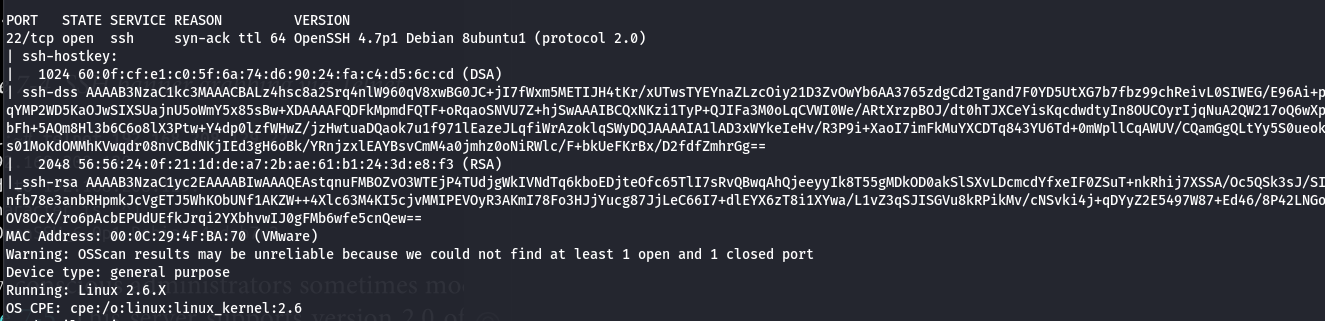 PORT   STATE SERVICE REASON         VERSION
22/tcp open  ssh     syn-ack ttl 64 OpenSSH 4.7p1 Debian 8ubuntu1 (protocol 2.0)
| ssh-hostkey:
|   1024 60:0f:cf:e1:c0:5f:6a:74:d6:90:24:fa:c4:d5:6c:cd (DSA)
| ssh-dss AAAAB3NzaC1kc3MAAACBALz4hsc8a2Srq4nlW960qV8xwBG0JC+jI7fWxm5METIJH4tKr/xUTwsTYEYnaZLzcOiy21D3ZvOwYb6AA3765zdgCd2Tgand7F0YD5UtXG7b7fbz99chReivL0SIWEG/E96Ai+p
qYMP2WD5KaOJwSIXSUajnU5oWmY5x85sBw+XDAAAAFQDFkMpmdFQTF+oRqaoSNVU7Z+hjSwAAAIBCQxNKzi1TyP+QJIFa3M0oLqCVWI0We/ARtXrzpBOJ/dt0hTJXCeYisKqcdwdtyIn8OUCOyrIjqNuA2QW217oQ6wXp
bFh+5AQm8Hl3b6C6o8lX3Ptw+Y4dp0lzfWHwZ/jzHwtuaDQaok7u1f971lEazeJLqfiWrAzoklqSWyDQJAAAAIA1lAD3xWYkeIeHv/R3P9i+XaoI7imFkMuYXCDTq843YU6Td+0mWpllCqAWUV/CQamGgQLtYy5S0ueok
s01MoKdOMMhKVwqdr08nvCBdNKjIEd3gH6oBk/YRnjzxlEAYBsvCmM4a0jmhz0oNiRWlc/F+bkUeFKrBx/D2fdfZmhrGg==
|   2048 56:56:24:0f:21:1d:de:a7:2b:ae:61:b1:24:3d:e8:f3 (RSA)
|_ssh-rsa AAAAB3NzaC1yc2EAAAABIwAAAQEAstqnuFMBOZvO3WTEjP4TUdjgWkIVNdTq6kboEDjteOfc65TlI7sRvQBwqAhQjeeyyIk8T55gMDkOD0akSlSXvLDcmcdYfxeIF0ZSuT+nkRhij7XSSA/Oc5QSk3sJ/SI
nfb78e3anbRHpmkJcVgETJ5WhKObUNf1AKZW++4Xlc63M4KI5cjvMMIPEVOyR3AKmI78Fo3HJjYucg87JjLeC66I7+dlEYX6zT8i1XYwa/L1vZ3qSJISGVu8kRPikMv/cNSvki4j+qDYyZ2E5497W87+Ed46/8P42LNGo
OV8OcX/ro6pAcbEPUdUEfkJrqi2YXbhvwIJ0gFMb6wfe5cnQew==
MAC Address: 00:0C:29:4F:BA:70 (VMware)
Warning: OSScan results may be unreliable because we could not find at least 1 open and 1 closed port
Device type: general purpose
Running: Linux 2.6.X
OS CPE: cpe:/o:linux:linux_kernel:2.6